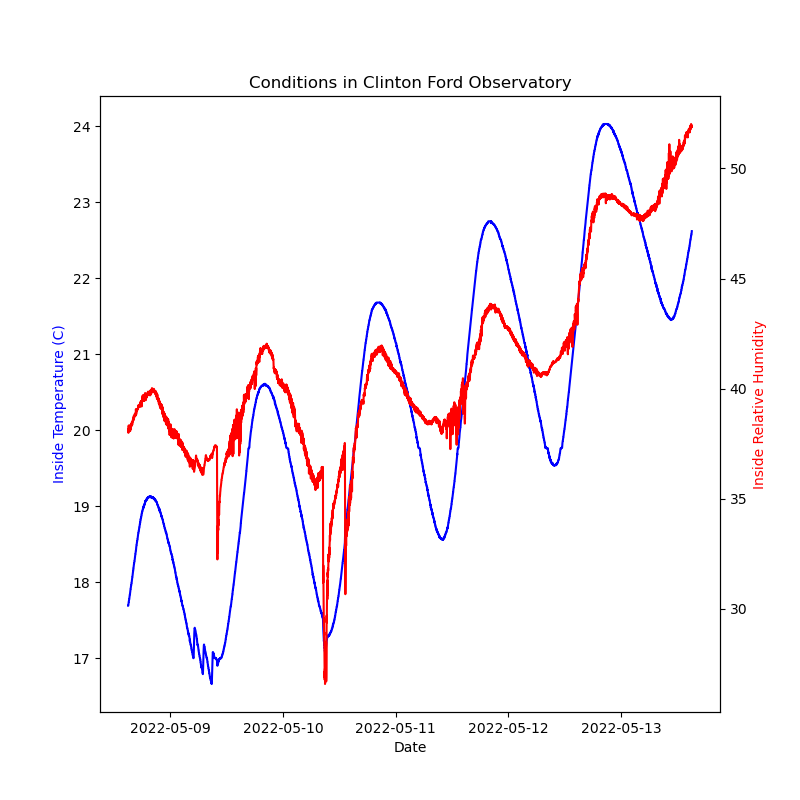 Conditions in Clinton Ford Observatory
24
23
22
21
20
19
18
17
Inside Temperature (C)
50
45
40
35
30
Inside Relative Humidity
2022-05-09 2022-05-10 2022-05-11 2022-05-12 2022-05-13
Date